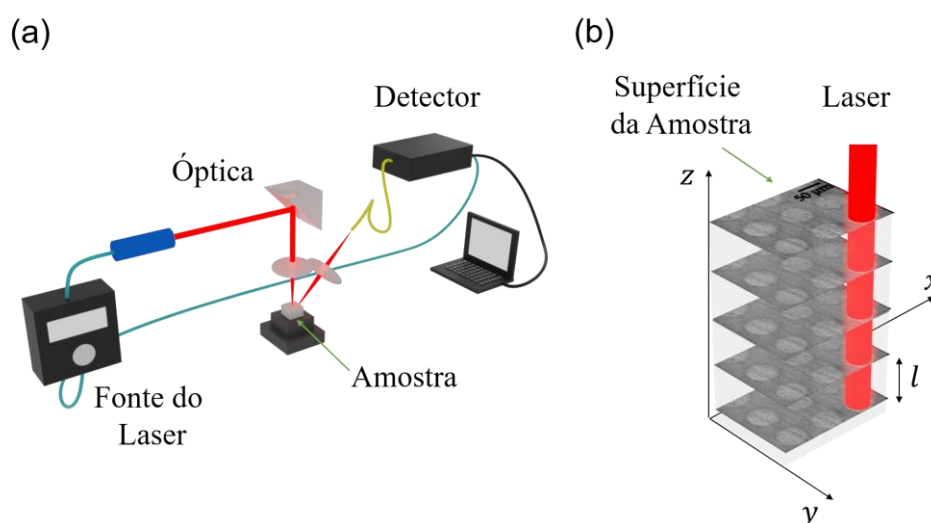 (a)
Detector
Óptica
Amostra
Fonte do
Laser
(b)
Superfície
da Amostra
Laser
z
50 μm
x
l
y